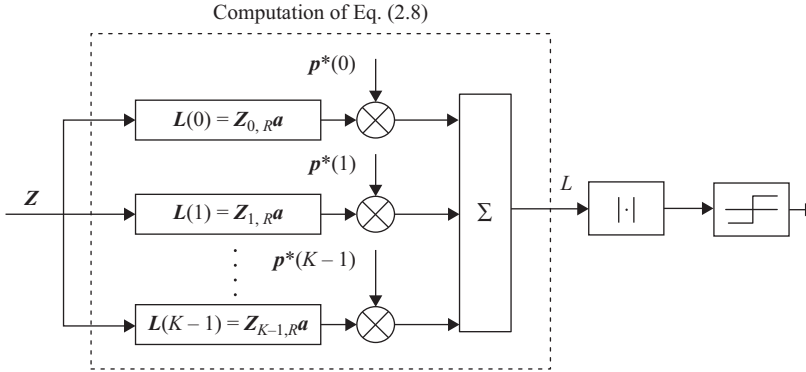 Computation of Eq. (2.8)
p*(0)
L(0) = Z0, Ra
p*(1)
Z
L(1) = Z1, Ra
L
|·|
Σ
p*(K – 1)
L(K – 1) = ZK–1,Ra